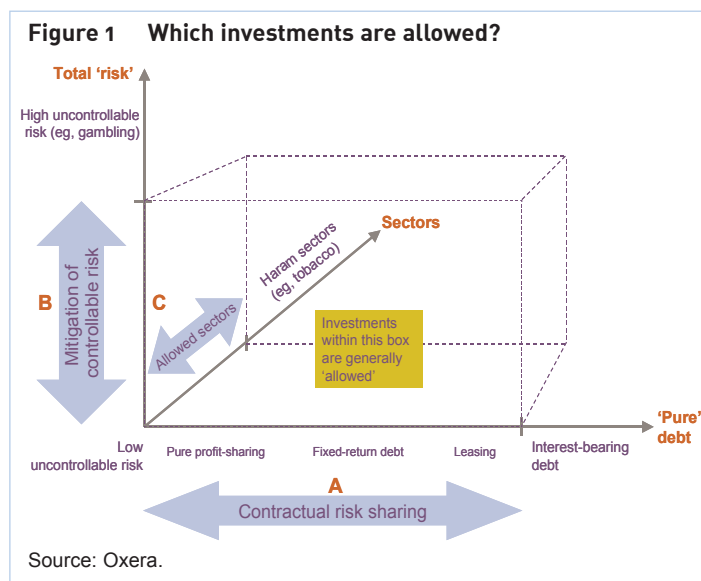 Figure 1 Which investments are allowed?
Total ‘risk’
High uncontrollable
risk (eg, gambling)
Sectors
Haram sectors
(eg, tobacco)
B
Mitigation of
controllable risk
C
Allowed sectors
Investments
within this box
are generally
‘allowed’
‘Pure’
debt
Low
uncontrollable risk
Pure profit-sharing
Fixed-return debt
Leasing
Interest-bearing
debt
A
Contractual risk sharing
Source: Oxera.